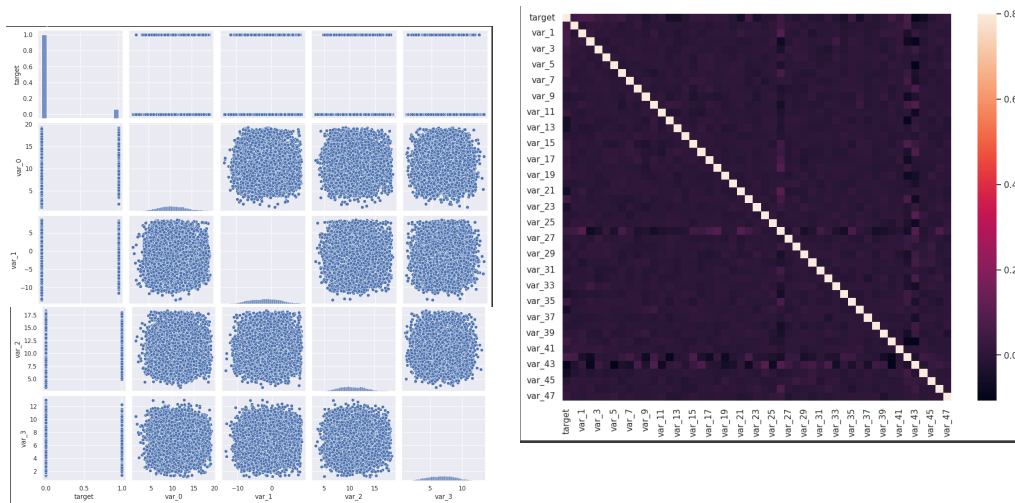 1.0
0.8
0.6
0.4
0.2
0.0
target
20
15
10
5
var_0
5
0
−5
−10
var_1
17.5
15.0
12.5
10.0
7.5
5.0
var_2
12
10
8
6
4
2
var_3
0.0 0.5 1.0
target
5 10 15 20
var_0
−10 0
var_1
5 10 15
var_2
5 10
var_3
target
var_1
var_3
var_5
var_7
var_9
var_11
var_13
var_15
var_17
var_19
var_21
var_23
var_25
var_27
var_29
var_31
var_33
var_35
var_37
var_39
var_41
var_43
var_45
var_47
target var_1 var_3 var_5 var_7 var_9 var_11 var_13 var_15 var_17 var_19 var_21 var_23 var_25 var_27 var_29 var_31 var_33 var_35 var_37 var_39 var_41 var_43 var_45 var_47
0.8
0.6
0.4
0.2
0.0